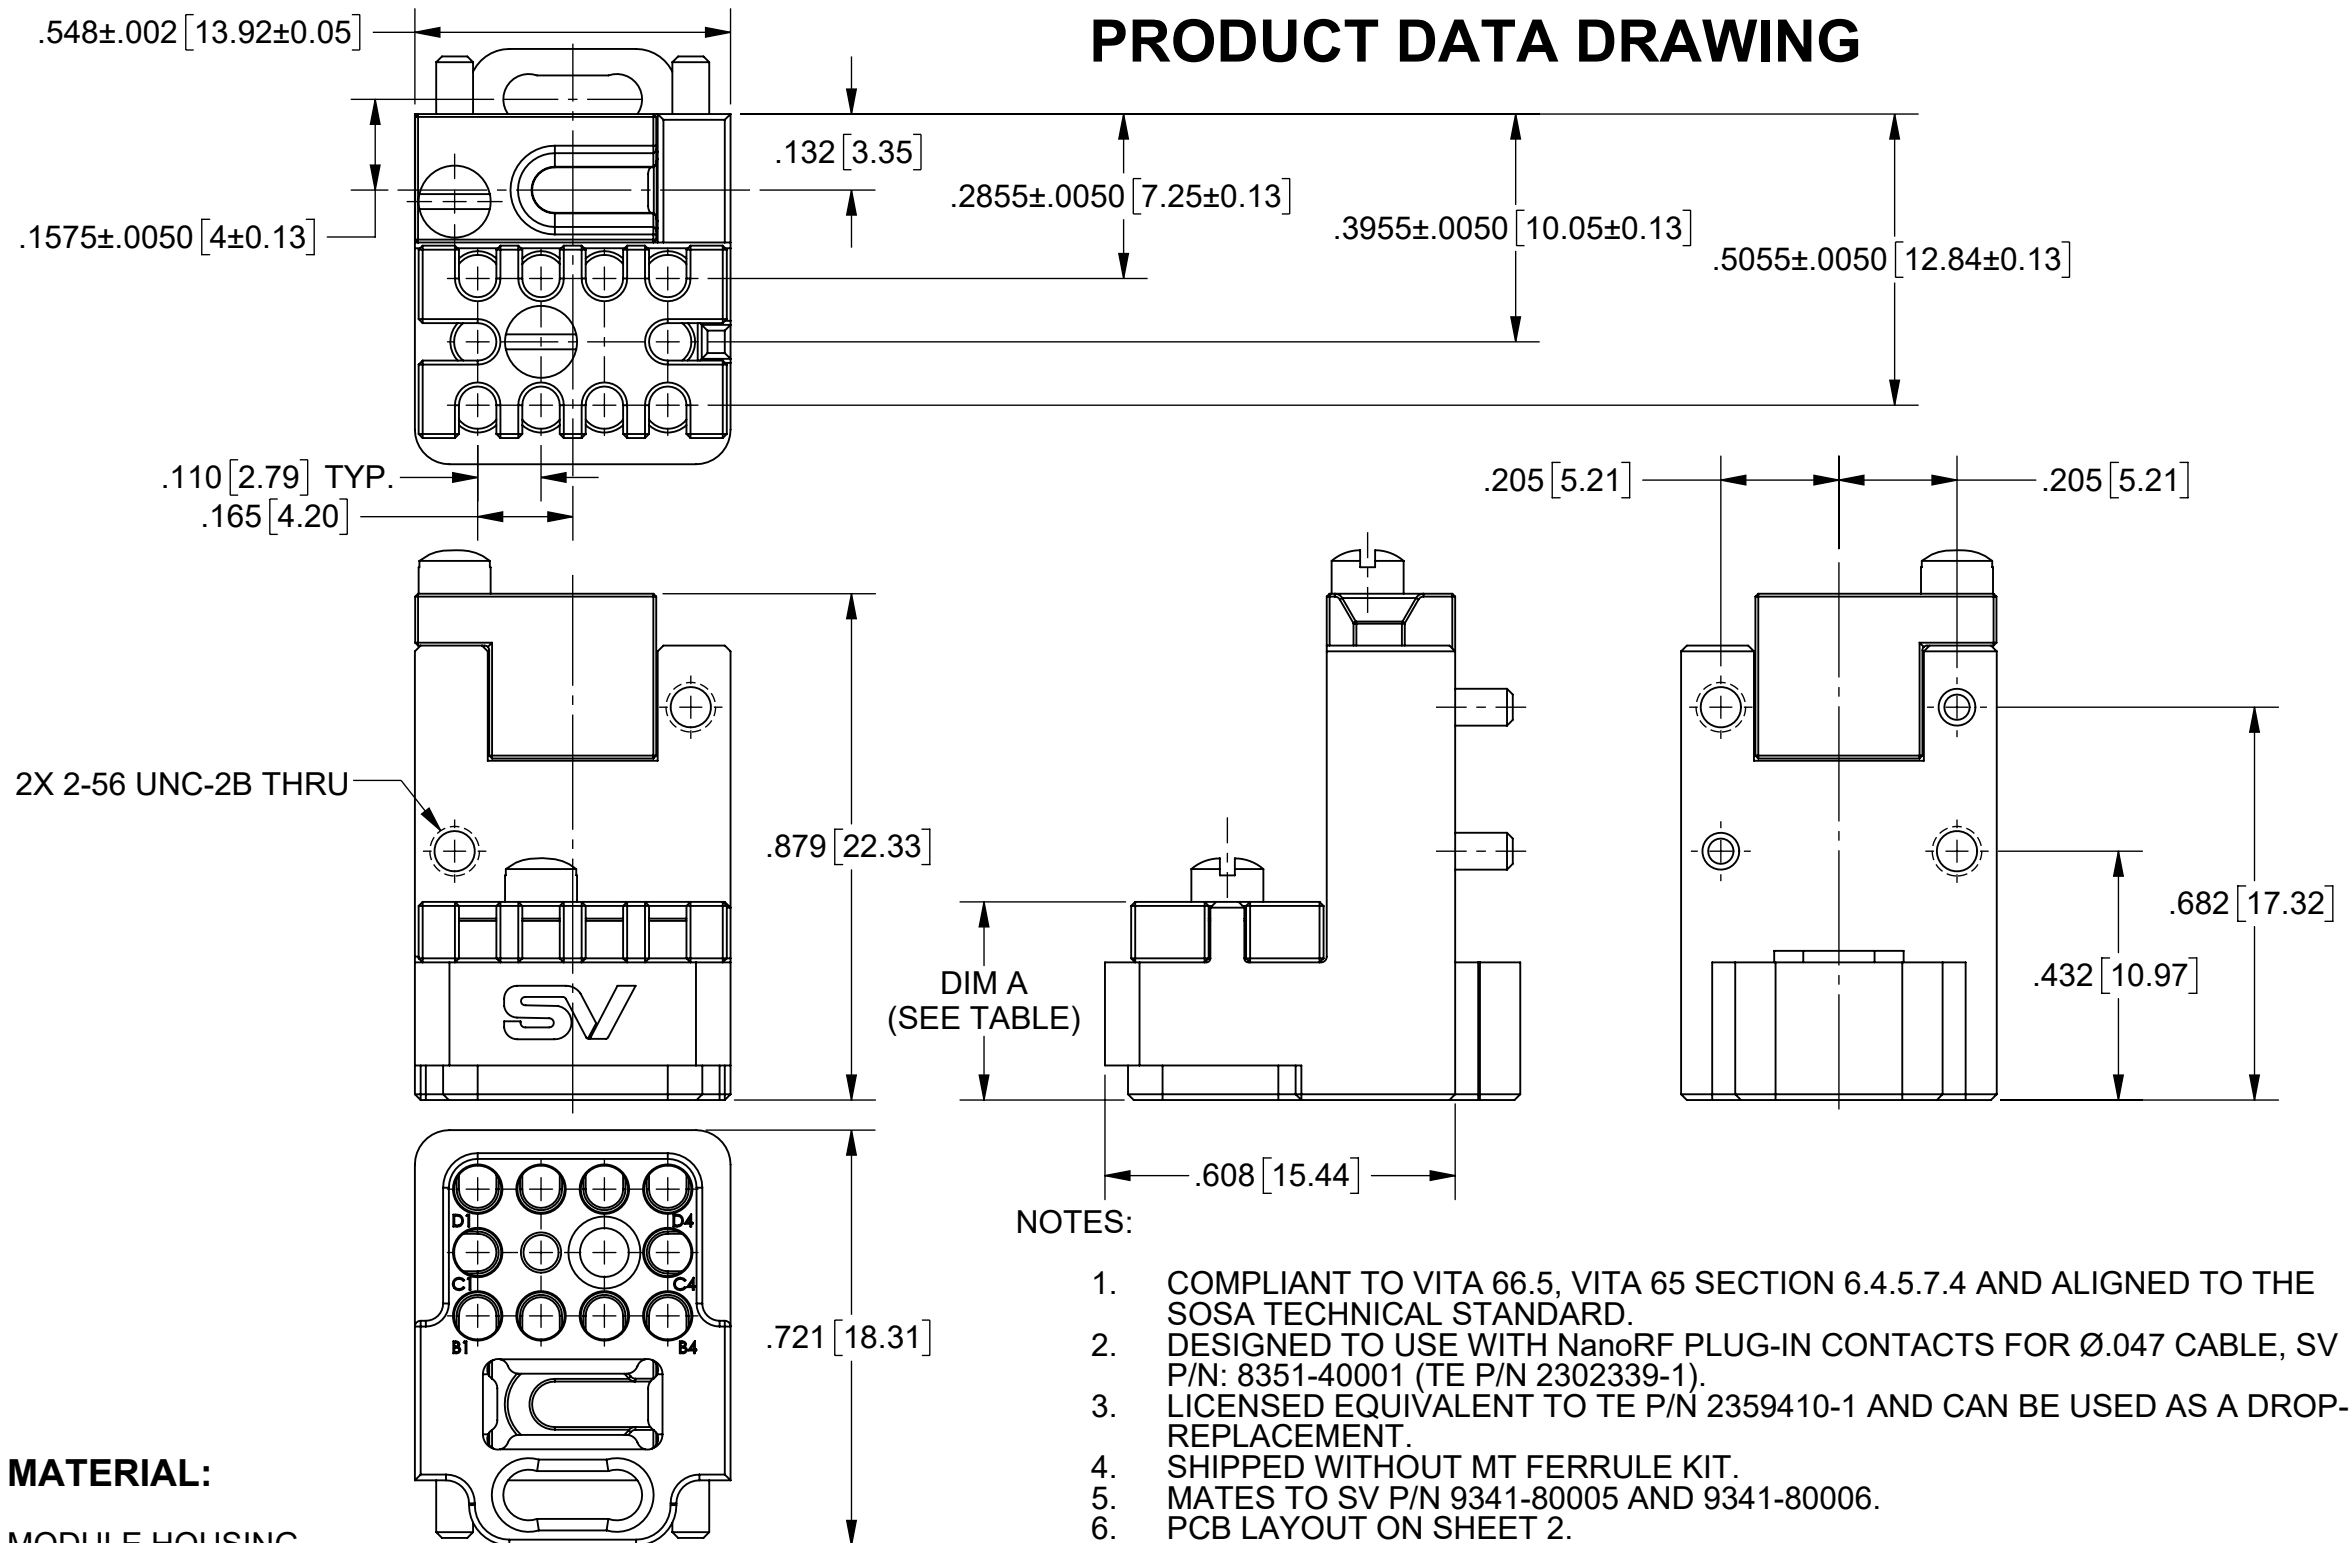 PRODUCT DATA DRAWING
.548±.002[13.92±0.05]
.132[3.35]
.2855±.0050[7.25±0.13]
.3955±.0050[10.05±0.13]
.5055±.0050[12.84±0.13]
.1575±.0050[4±0.13]
.110[2.79] TYP.
.165[4.20]
.205[5.21]
.205[5.21]
2X 2-56 UNC-2B THRU
.879[22.33]
.682[17.32]
.432[10.97]
DIM A
(SEE TABLE)
SV
.608[15.44]
D1
D4
C1
C4
B1
B4
.721[18.31]
NOTES:
1. COMPLIANT TO VITA 66.5, VITA 65 SECTION 6.4.5.7.4 AND ALIGNED TO THE
SOSA TECHNICAL STANDARD.
2. DESIGNED TO USE WITH NanoRF PLUG-IN CONTACTS FOR Ø.047 CABLE, SV
P/N: 8351-40001 (TE P/N 2302339-1).
3. LICENSED EQUIVALENT TO TE P/N 2359410-1 AND CAN BE USED AS A DROP-
REPLACEMENT.
4. SHIPPED WITHOUT MT FERRULE KIT.
5. MATES TO SV P/N 9341-80005 AND 9341-80006.
6. PCB LAYOUT ON SHEET 2.
MATERIAL:
MODULE HOUSING